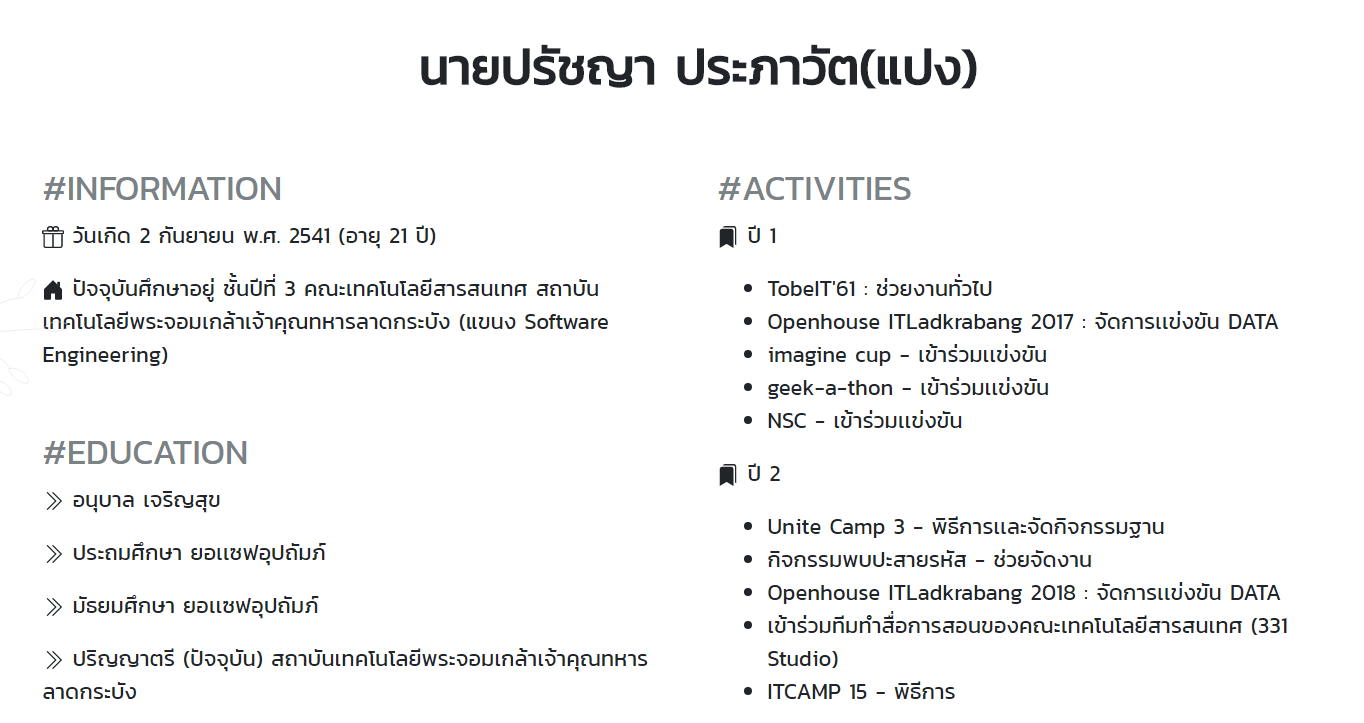 นายปรัชญา ประภาวัต(แปง)
#INFORMATION
วันเกิด 2 กันยายน พ.ศ. 2541 (อายุ 21 ปี)
ปัจจุบันศึกษาอยู่ ชั้นปีที่ 3 คณะเทคโนโลยีสารสนเทศ สถาบัน
เทคโนโลยีพระจอมเกล้าเจ้าคุณทหารลาดกระบัง (แขนง Software
Engineering)
#EDUCATION
อนุบาล เจริญสุข
ประถมศึกษา ยอแซฟอุปถัมภ์
มัธยมศึกษา ยอแซฟอุปถัมภ์
ปริญญาตรี (ปัจจุบัน) สถาบันเทคโนโลยีพระจอมเกล้าเจ้าคุณทหาร
ลาดกระบัง
#ACTIVITIES
ปี 1
TobeIT'61 : ช่วยงานทั่วไป
Openhouse ITLadkrabang 2017 : จัดการแข่งขัน DATA
imagine cup - เข้าร่วมแข่งขัน
geek-a-thon - เข้าร่วมแข่งขัน
NSC - เข้าร่วมแข่งขัน
ปี 2
Unite Camp 3 - พิธีการและจัดกิจกรรมฐาน
กิจกรรมพบปะสายรหัส - ช่วยจัดงาน
Openhouse ITLadkrabang 2018 : จัดการแข่งขัน DATA
เข้าร่วมทีมทำสื่อการสอนของคณะเทคโนโลยีสารสนเทศ (331
Studio)
ITCAMP 15 - พิธีการ